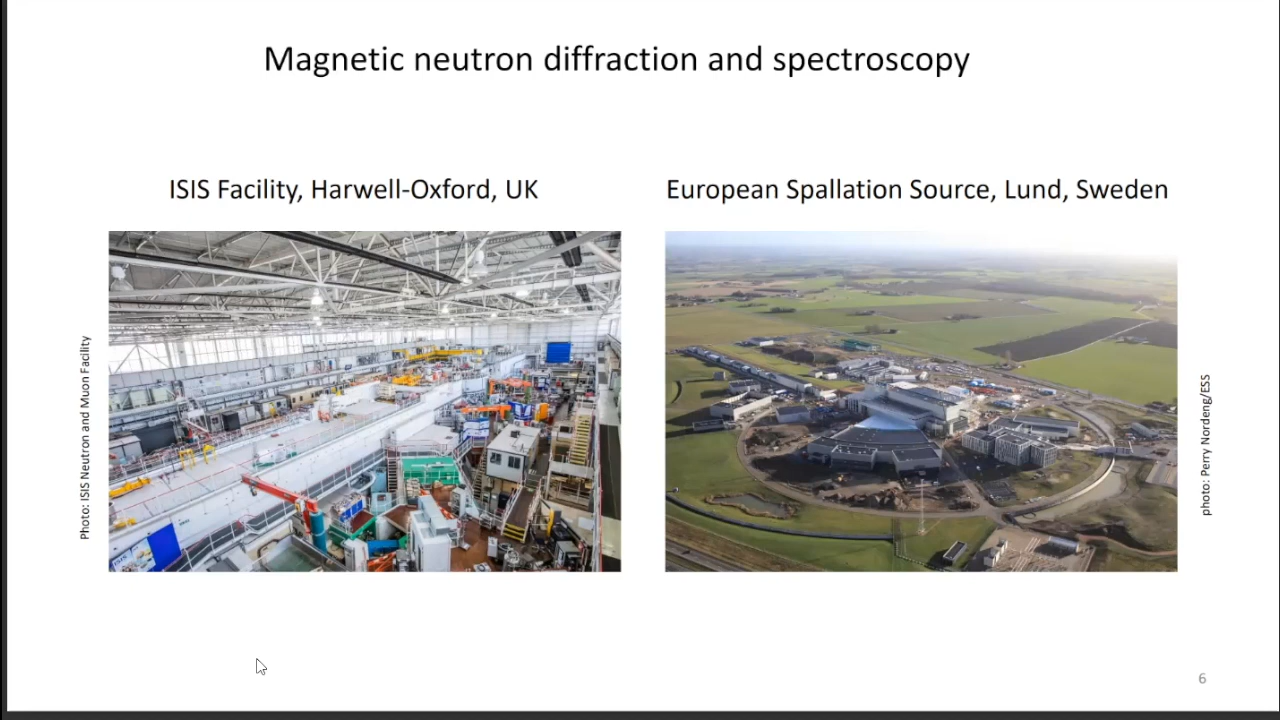 Magnetic neutron diffraction and spectroscopy
ISIS Facility, Harwell-Oxford, UK
European Spallation Source, Lund, Sweden
Photo: ISIS Neutron and Muon Facility
photo: Perry Nordeng/ESS
6